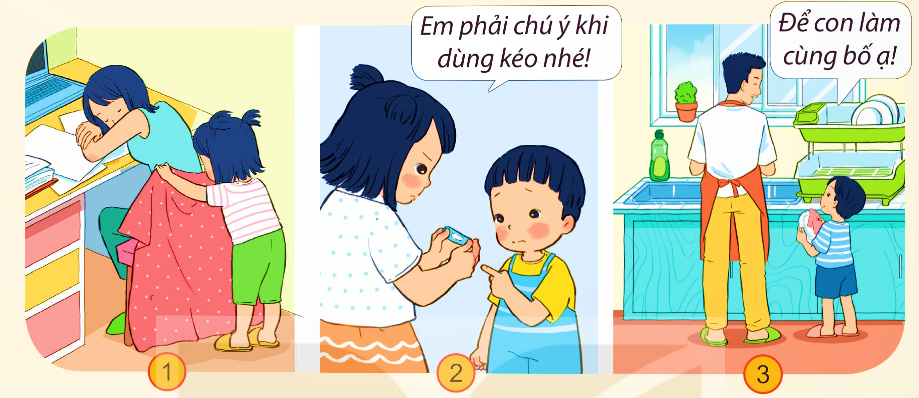 Em phải chú ý khi
dùng kéo nhé!
Để con làm
cùng bố ạ!
1
2
3